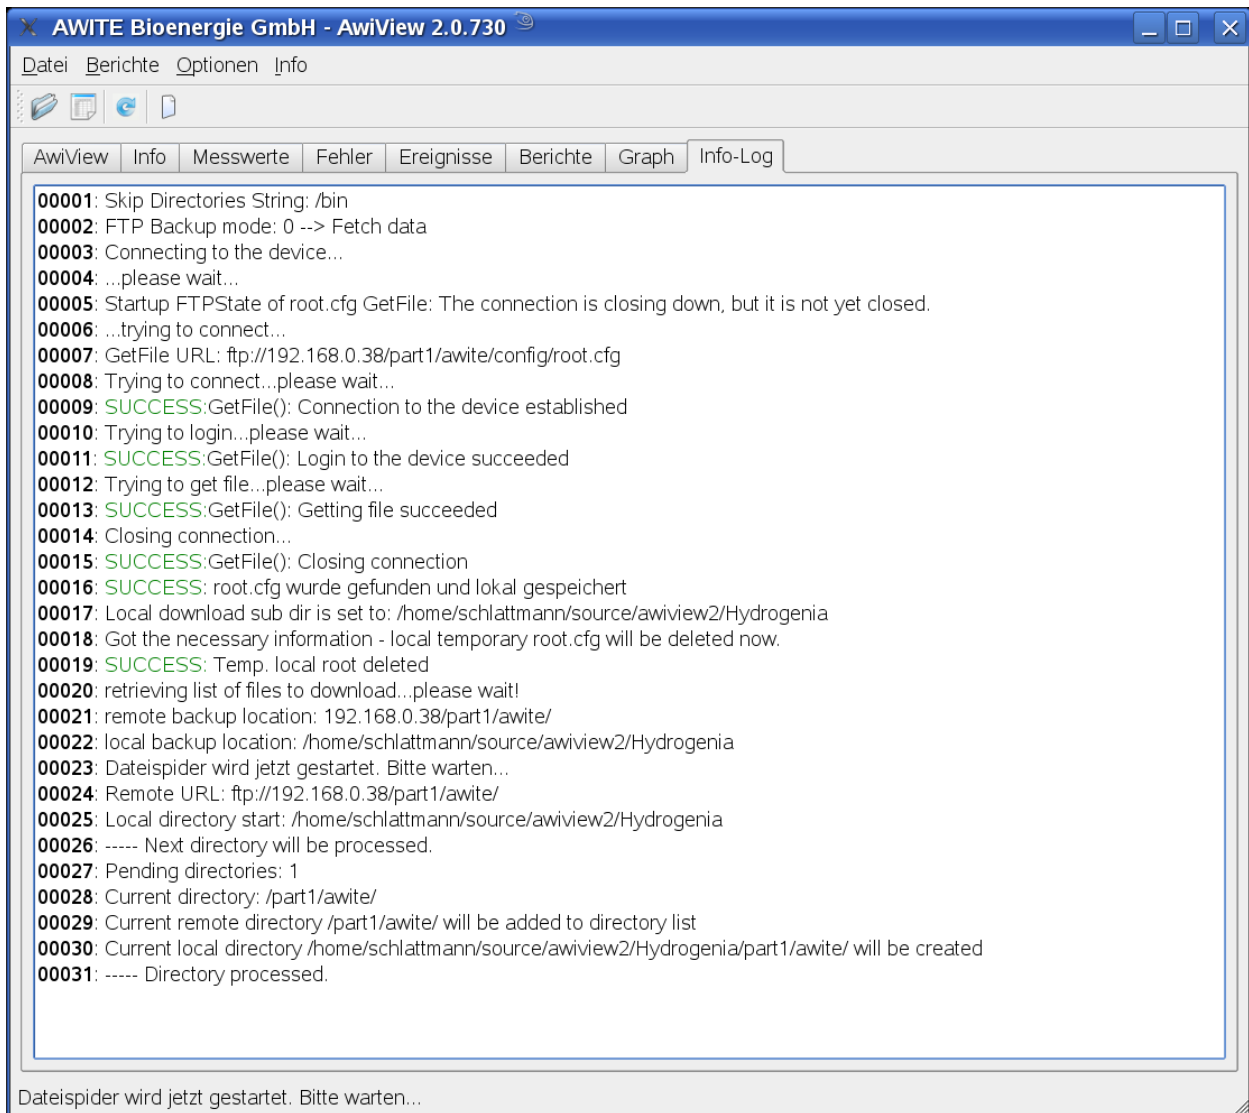 AWITE Bioenergie GmbH - AwiView 2.0.730
Datei Berichte Optionen Info
AwiView Info Messwerte Fehler Ereignisse Berichte Graph Info-Log
00001: Skip Directories String: /bin
00002: FTP Backup mode: 0 --> Fetch data
00003: Connecting to the device...
00004: ...please wait...
00005: Startup FTPState of root.cfg GetFile: The connection is closing down, but it is not yet closed.
00006: ...trying to connect...
00007: GetFile URL: ftp://192.168.0.38/part1/awite/config/root.cfg
00008: Trying to connect...please wait...
00009: SUCCESS:GetFile(): Connection to the device established
00010: Trying to login...please wait...
00011: SUCCESS:GetFile(): Login to the device succeeded
00012: Trying to get file...please wait...
00013: SUCCESS:GetFile(): Getting file succeeded
00014: Closing connection...
00015: SUCCESS:GetFile(): Closing connection
00016: SUCCESS: root.cfg wurde gefunden und lokal gespeichert
00017: Local download sub dir is set to: /home/schlattmann/source/awiview2/Hydrogenia
00018: Got the necessary information - local temporary root.cfg will be deleted now.
00019: SUCCESS: Temp. local root deleted
00020: retrieving list of files to download...please wait!
00021: remote backup location: 192.168.0.38/part1/awite/
00022: local backup location: /home/schlattmann/source/awiview2/Hydrogenia
00023: Dateispider wird jetzt gestartet. Bitte warten...
00024: Remote URL: ftp://192.168.0.38/part1/awite/
00025: Local directory start: /home/schlattmann/source/awiview2/Hydrogenia
00026: ----- Next directory will be processed.
00027: Pending directories: 1
00028: Current directory: /part1/awite/
00029: Current remote directory /part1/awite/ will be added to directory list
00030: Current local directory /home/schlattmann/source/awiview2/Hydrogenia/part1/awite/ will be created
00031: ----- Directory processed.
Dateispider wird jetzt gestartet. Bitte warten...